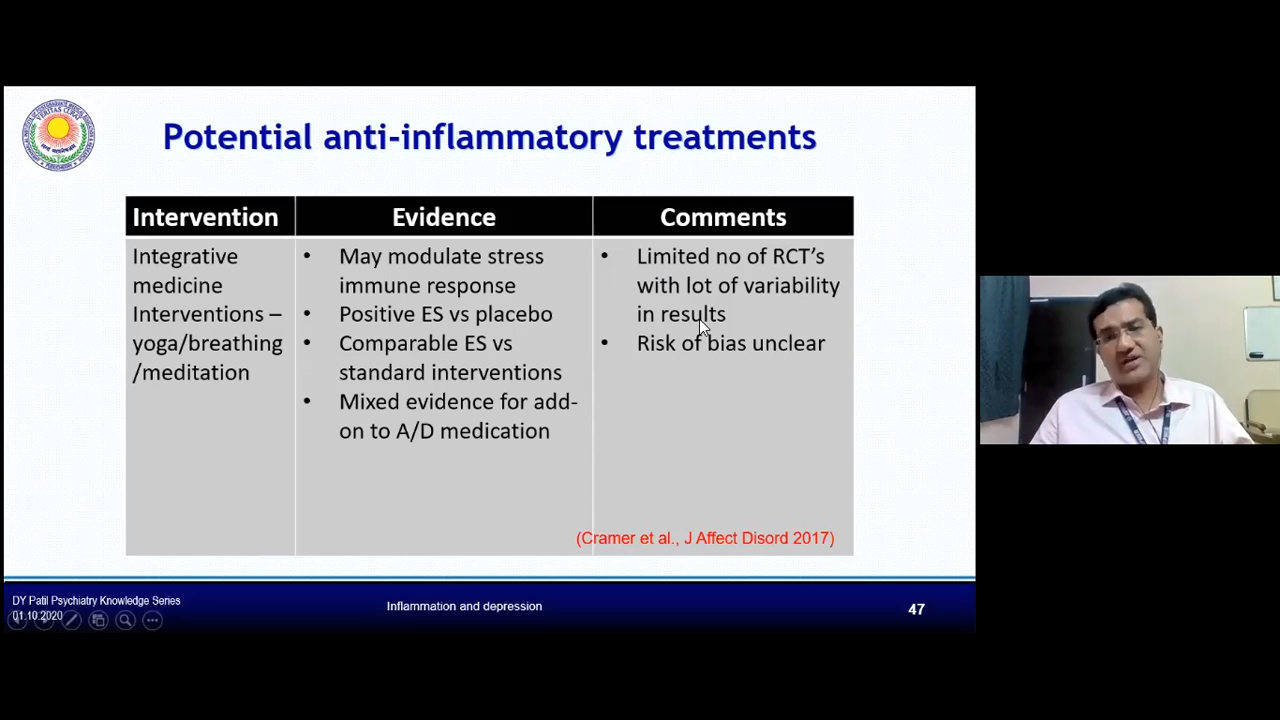 VERITAS CURAT
Potential anti-inflammatory treatments
Intervention
Evidence
Comments
Integrative
medicine
Interventions –
yoga/breathing
/meditation
• May modulate stress
immune response
• Positive ES vs placebo
• Comparable ES vs
standard interventions
• Mixed evidence for add-
on to A/D medication
• Limited no of RCT’s
with lot of variability
in results
• Risk of bias unclear
(Cramer et al., J Affect Disord 2017)
DY Patil Psychiatry Knowledge Series
01.10.2020
Inflammation and depression
47